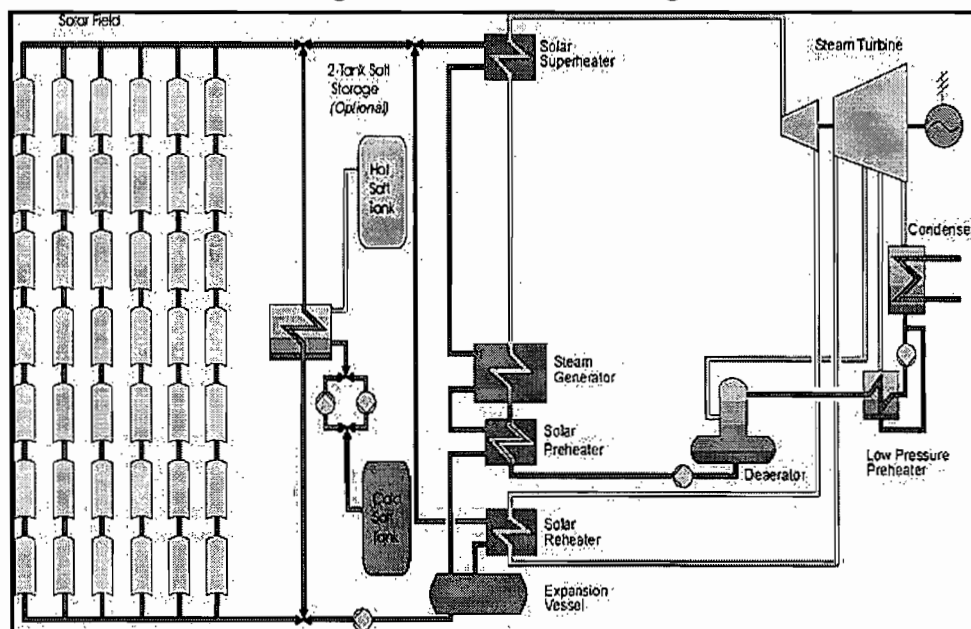 Solar Field
2-Tank Salt
Storage
(Optional)
Hot
Salt
Tank
Cold
Salt
Tank
Solar
Superheater
Steam Turbine
Condenser
Steam
Generator
Solar
Preheater
Deaerator
Low Pressure
Preheater
Solar
Reheater
Expansion
Vessel